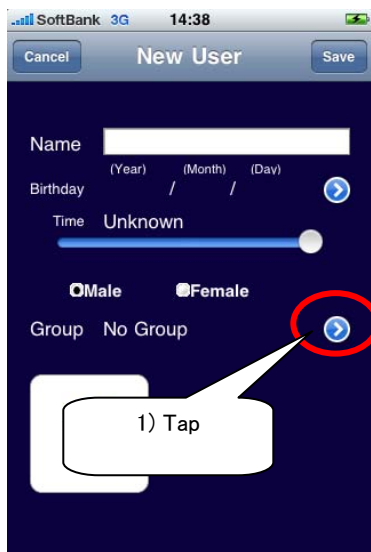 SoftBank 3G 14:38
Cancel New User Save
Name
(Year) (Month) (Day)
Birthday / /
Time Unknown
Male Female
Group No Group
1) Tap